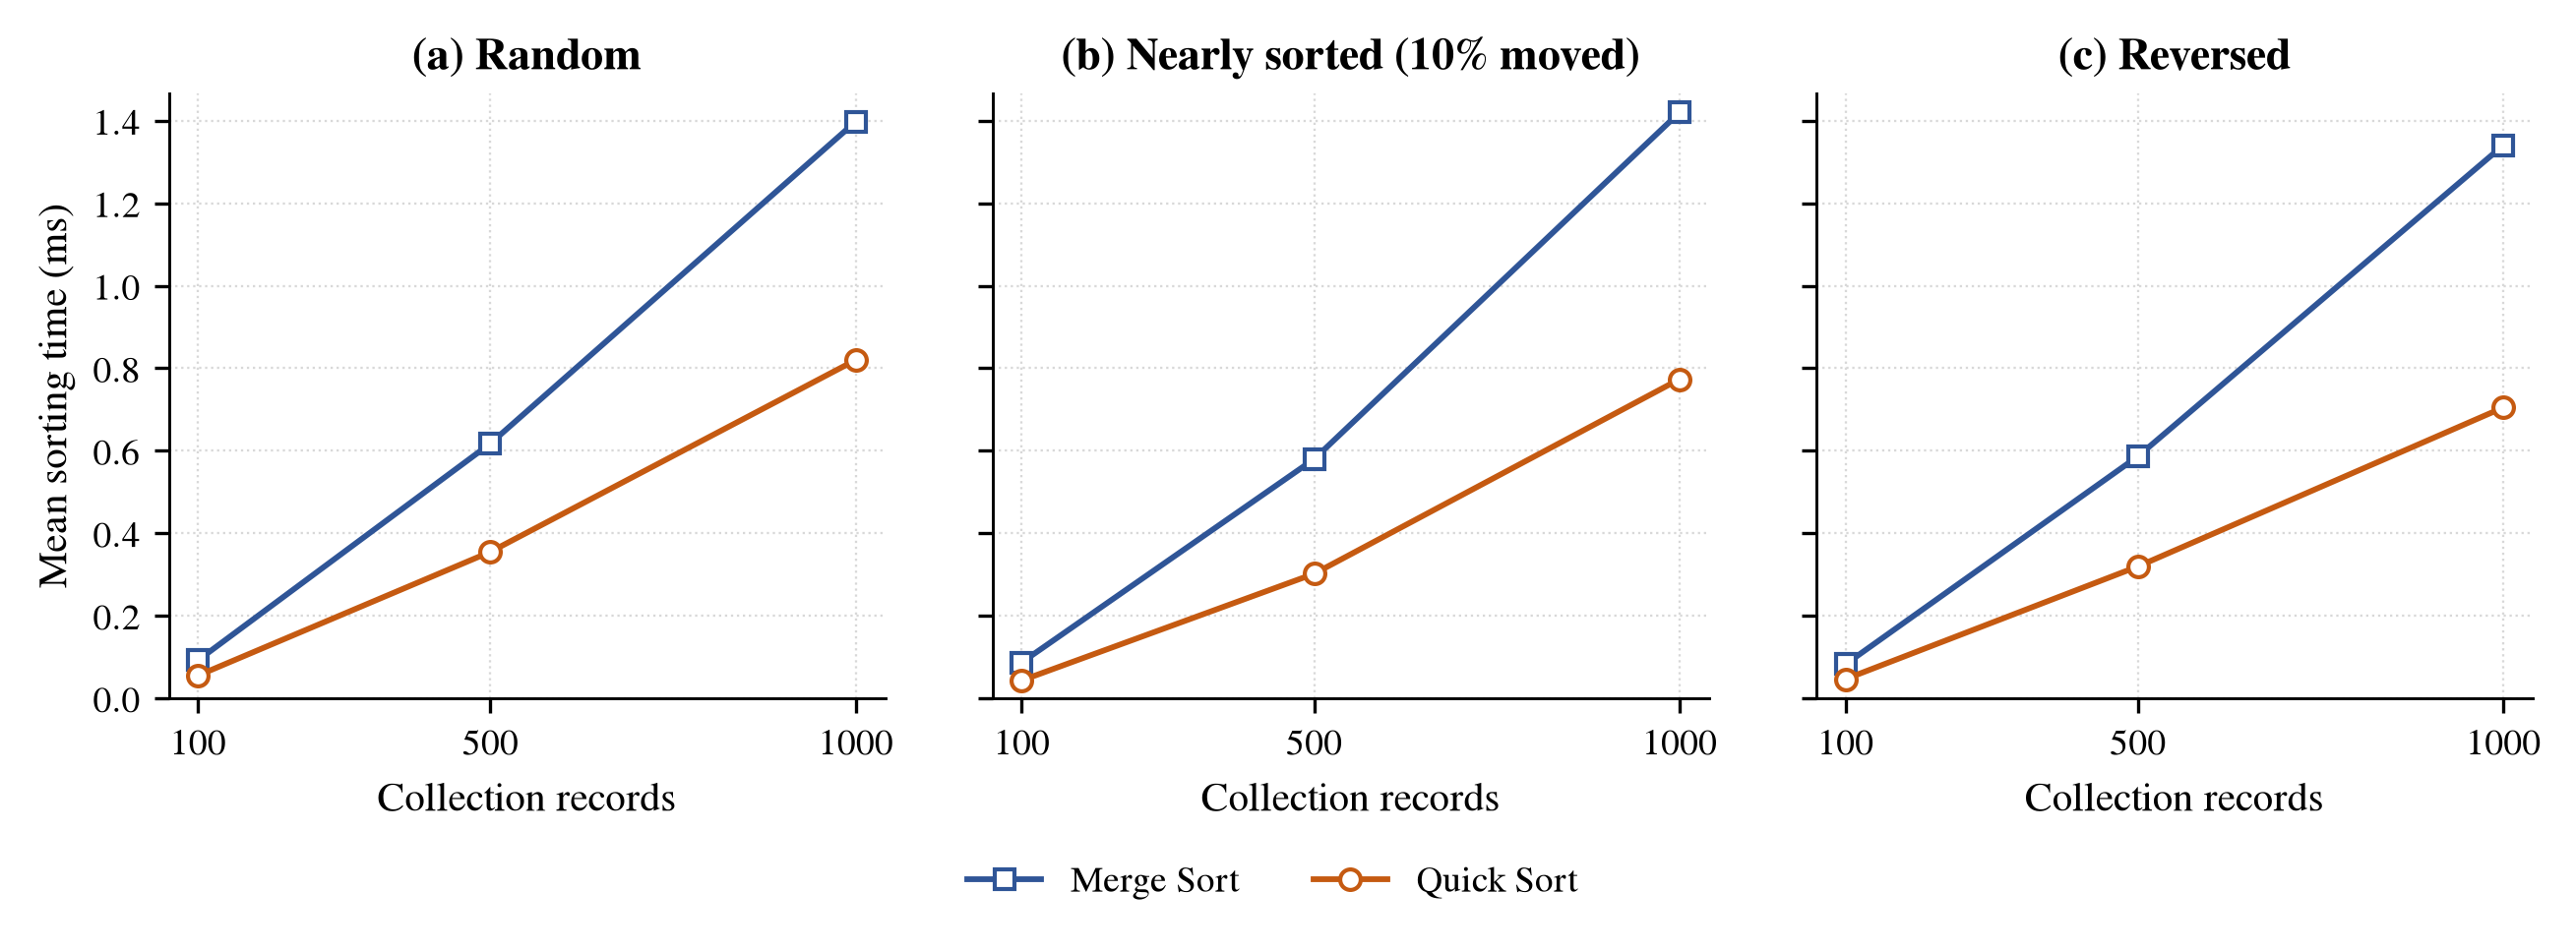 (a) Random
(b) Nearly sorted (10% moved)
(c) Reversed
Mean sorting time (ms)
1.4
1.2
1.0
0.8
0.6
0.4
0.2
0.0
100 500 1000
100 500 1000
100 500 1000
Collection records
Collection records
Collection records
Merge Sort
Quick Sort